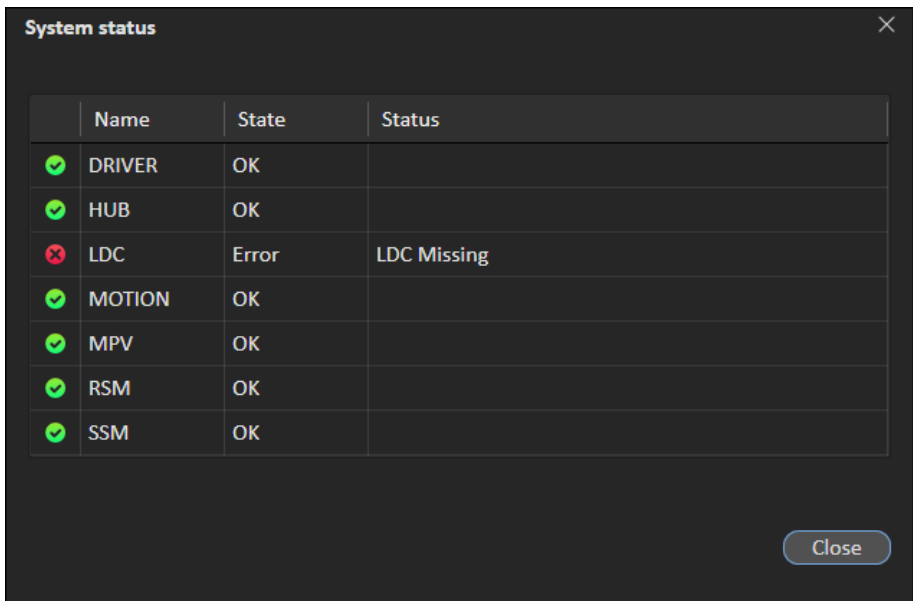 System status
Name State Status
DRIVER OK
HUB OK
LDC Error LDC Missing
MOTION OK
MPV OK
RSM OK
SSM OK
Close